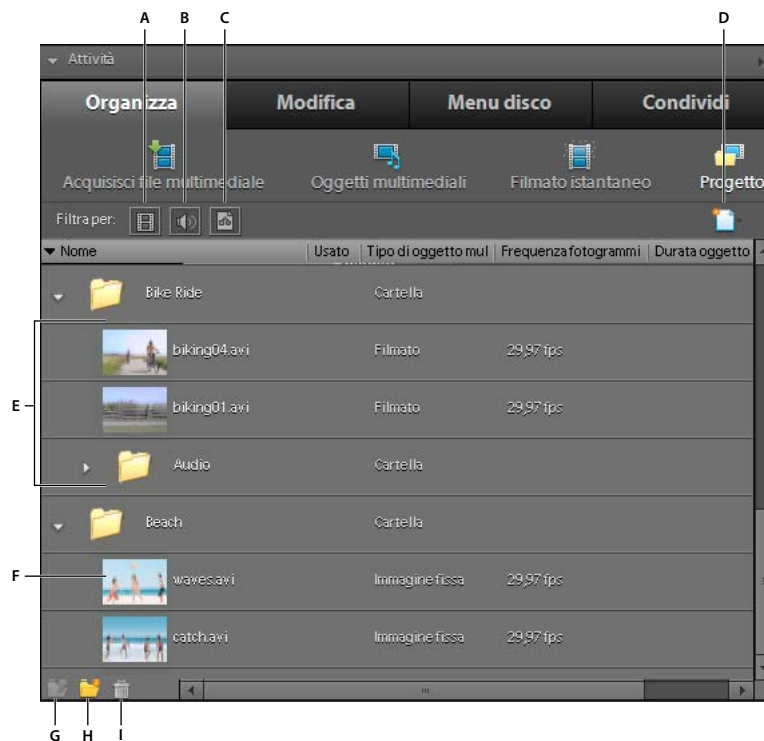 A B C D
Attività
Organizza Modifica Menu disco Condividi
Acquisisci file multimediale Oggetti multimediali Filmato istantaneo Progetto
Filtra per:
Nome Usato Tipo di oggetto mul Frequenza fotogrammi Durata oggetto
Bike Ride Cartella
biking04.avi Filmato 29,97 fps
E
biking01.avi Filmato 29,97 fps
Audio Cartella
Beach Cartella
F waves.avi Immagine fissa 29,97 fps
catch.avi Immagine fissa 29,97 fps
G H I